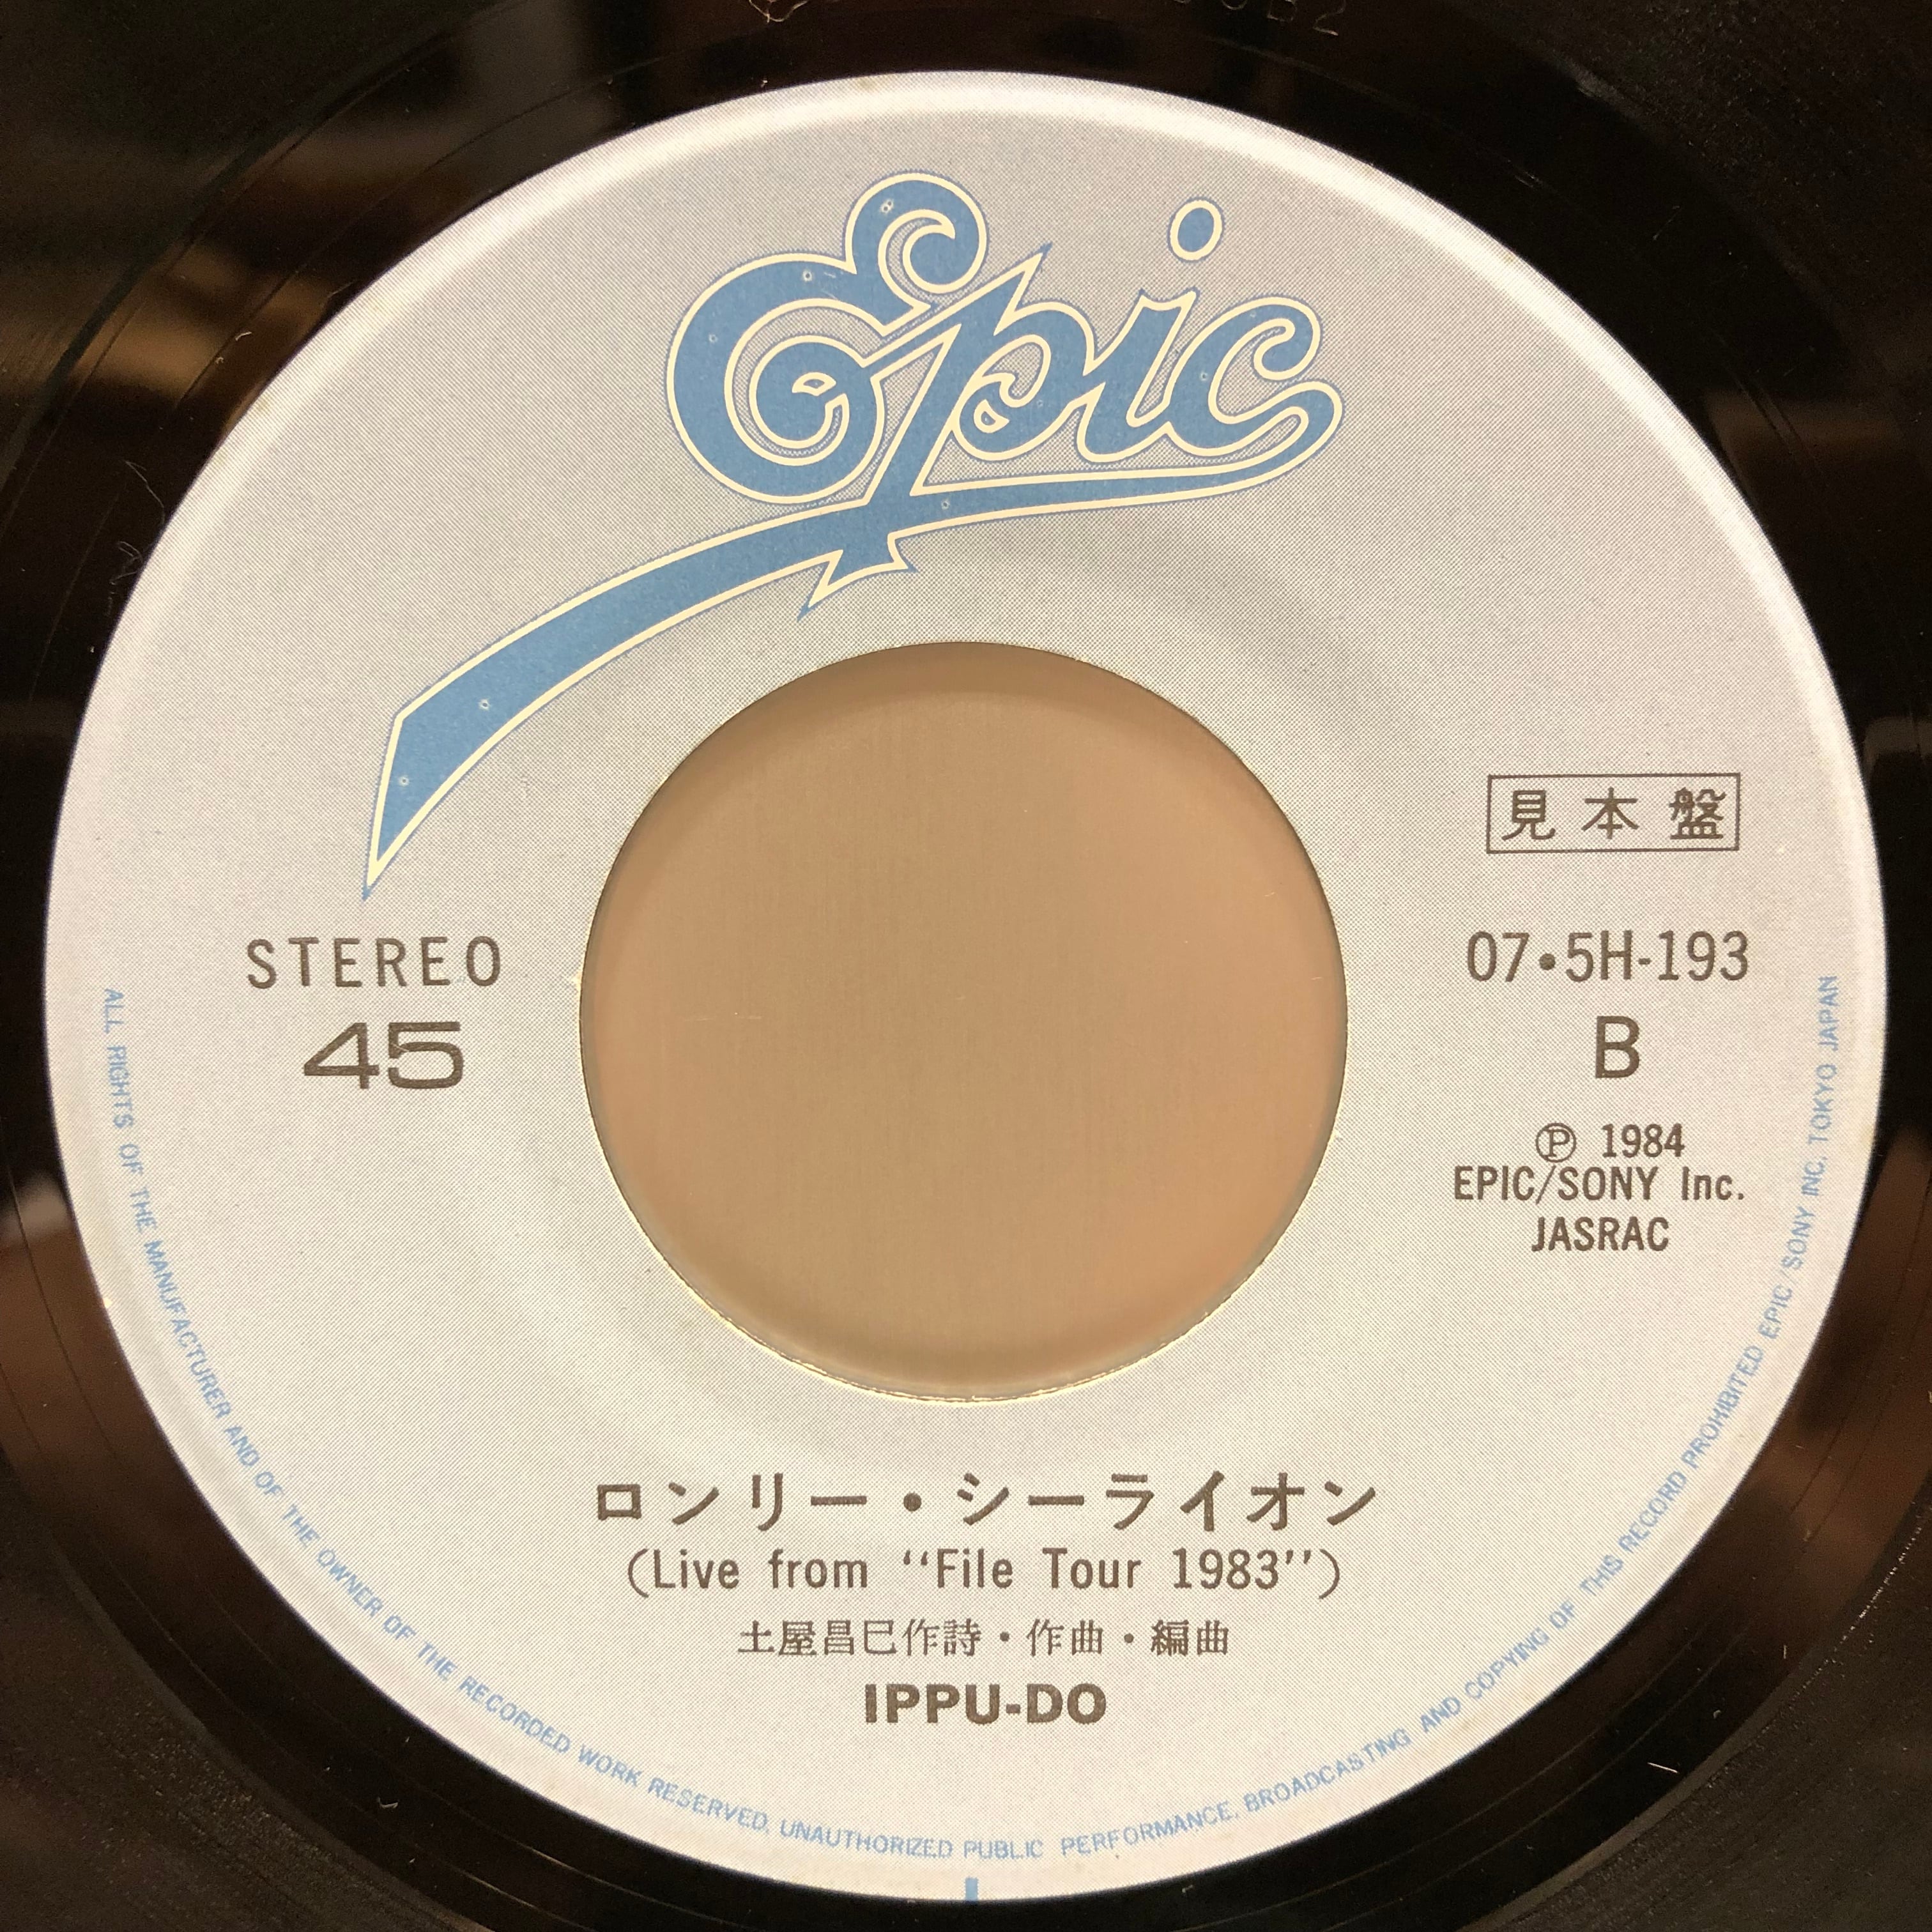 Epic
見本盤
STEREO
45
07•5H-193
B
Ⓟ 1984
EPIC/SONY Inc.
JASRAC
ロンリー・シーライオン
(Live from “File Tour 1983”)
土屋昌巳作詩・作曲・編曲
IPPU-DO
ALL RIGHTS OF THE MANUFACTURER AND OF THE OWNER OF THE RECORDED WORK RESERVED. UNAUTHORIZED PUBLIC PERFORMANCE. BROADCASTING AND COPYING OF THIS RECORD PROHIBITED EPIC/SONY INC. TOKYO JAPAN